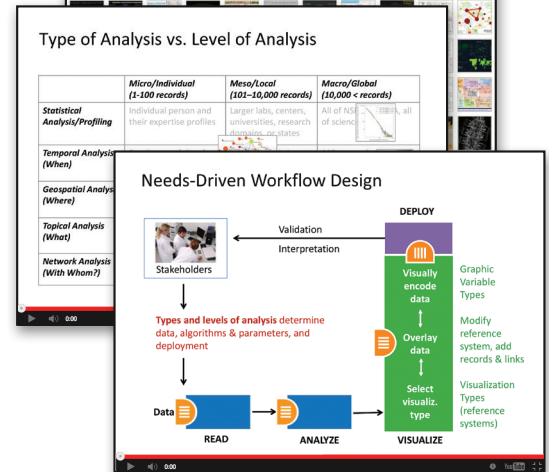 Type of Analysis vs. Level of Analysis
Micro/Individual
(1-100 records)
Meso/Local
(101–10,000 records)
Macro/Global
(10,000 < records)
Statistical
Analysis/Profiling
Individual person and
their expertise profiles
Larger labs, centers,
universities, research
domains, or states
All of NSF
all
of science
Temporal Analysis
(When)
Geospatial Analysis
(Where)
Topical Analysis
(What)
Network Analysis
(With Whom?)
0:00
Needs-Driven Workflow Design
DEPLOY
Validation
Interpretation
Stakeholders
Visually
encode
data
Graphic
Variable
Types
Types and levels of analysis determine
data, algorithms & parameters, and
deployment
Overlay
data
Modify
reference
system, add
records & links
Select
visualiz.
type
Visualization
Types
(reference
systems)
Data
READ
ANALYZE
VISUALIZE
0:00
YouTube